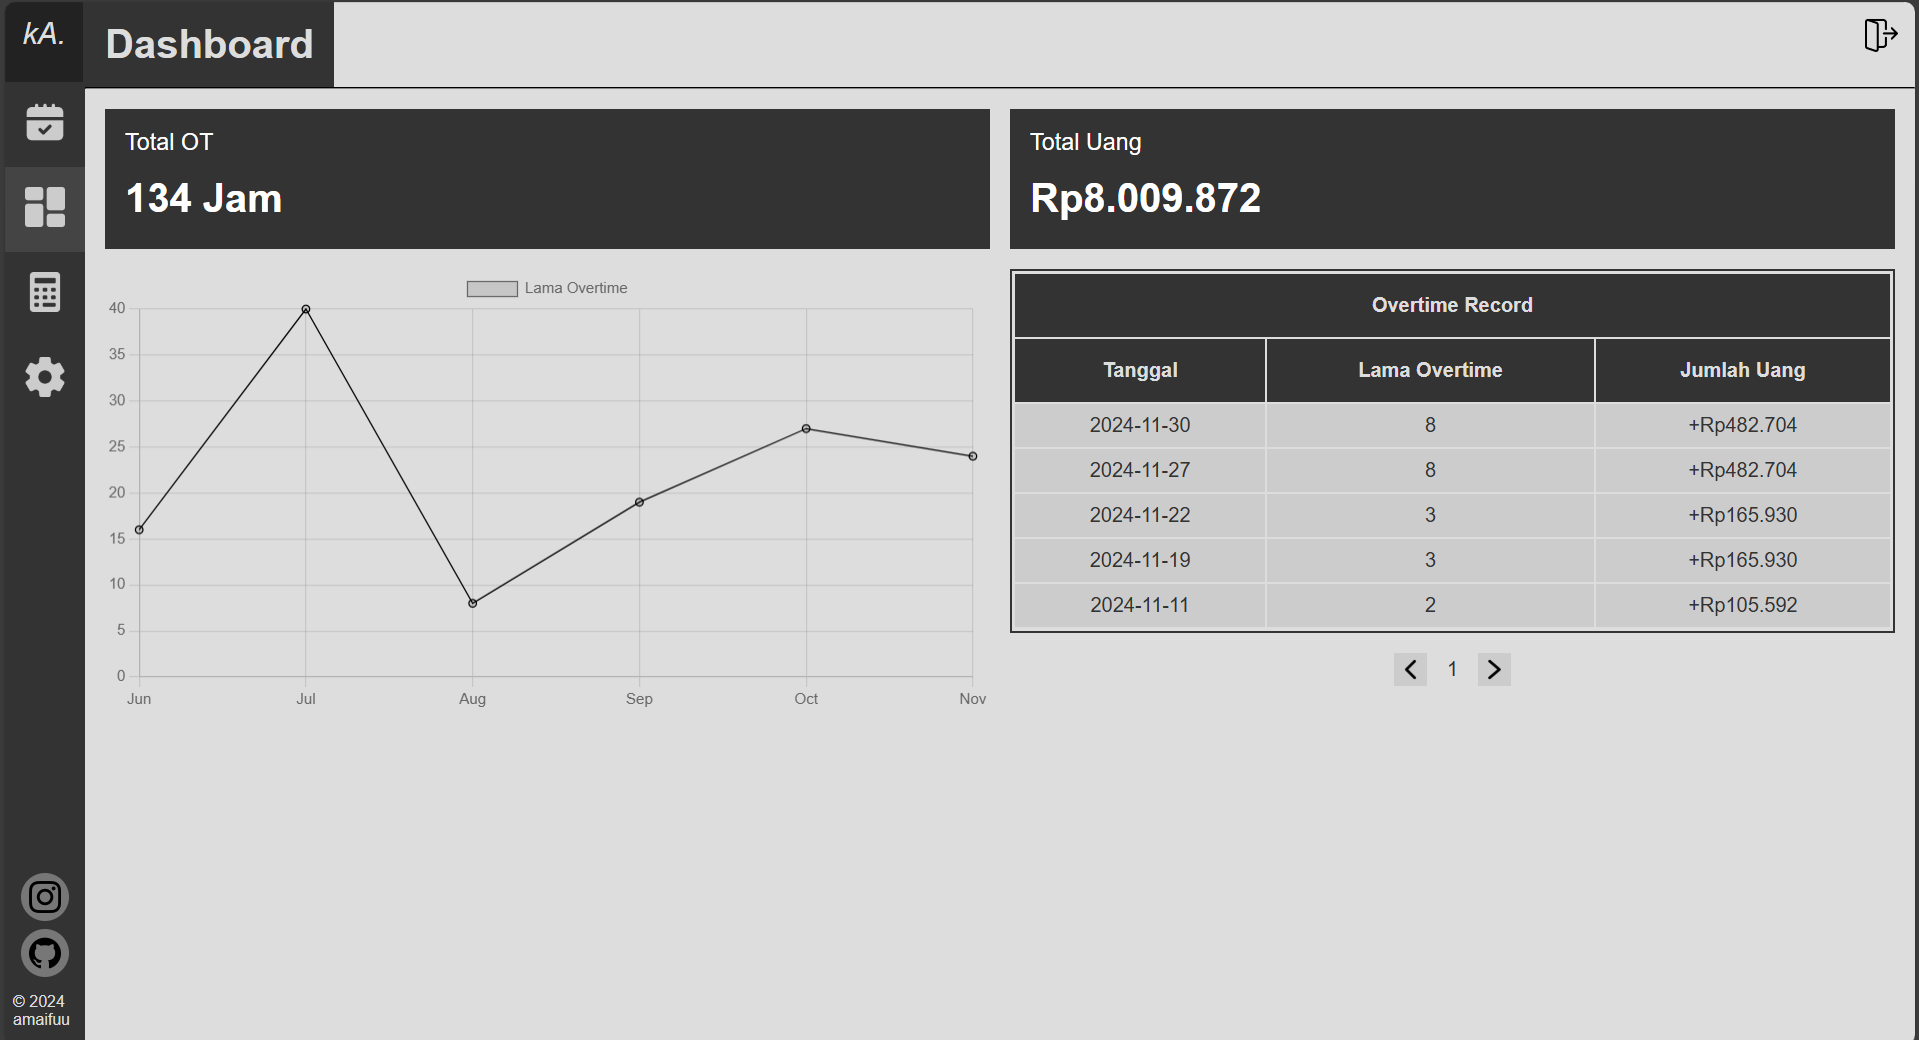 kA.
Dashboard
Total OT
134 Jam
Total Uang
Rp8.009.872
Lama Overtime
40
35
30
25
20
15
10
5
0
Jun Jul Aug Sep Oct Nov
Overtime Record
Tanggal Lama Overtime Jumlah Uang
2024-11-30 8 +Rp482.704
2024-11-27 8 +Rp482.704
2024-11-22 3 +Rp165.930
2024-11-19 3 +Rp165.930
2024-11-11 2 +Rp105.592
1
© 2024
amaifuu